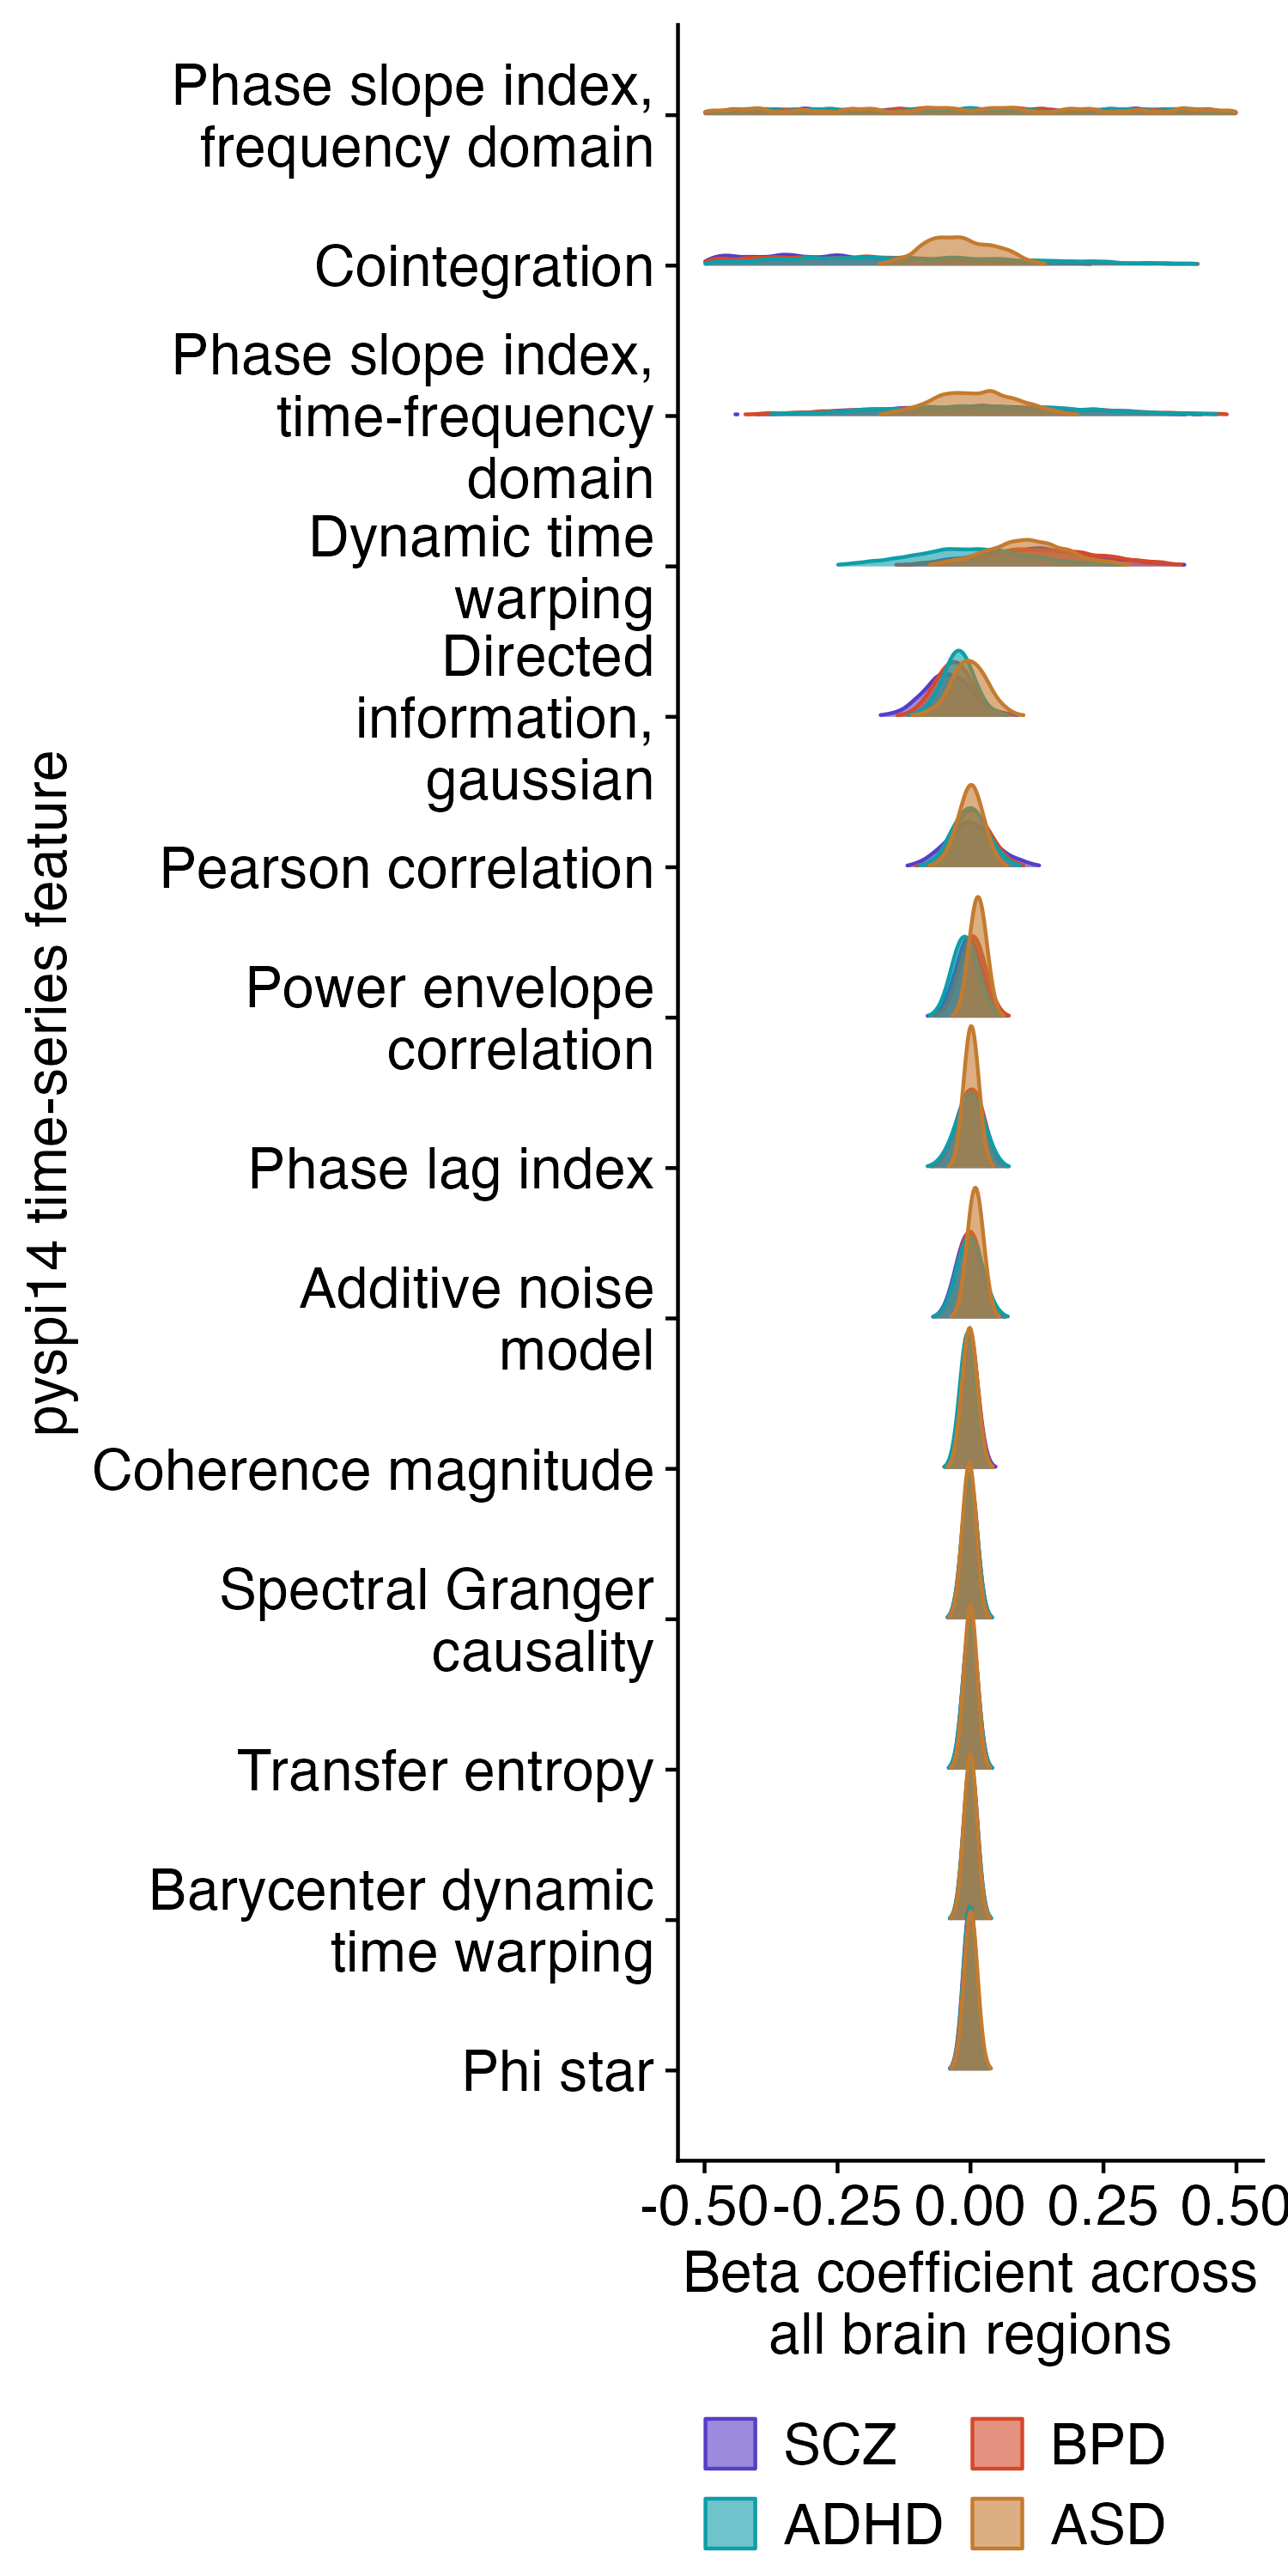 pyspi14 time-series feature
Phase slope index,
frequency domain
Cointegration
Phase slope index,
time-frequency
domain
Dynamic time
warping
Directed
information,
gaussian
Pearson correlation
Power envelope
correlation
Phase lag index
Additive noise
model
Coherence magnitude
Spectral Granger
causality
Transfer entropy
Barycenter dynamic
time warping
Phi star
-0.50 -0.25 0.00 0.25 0.50
Beta coefficient across
all brain regions
SCZ BPD
ADHD ASD